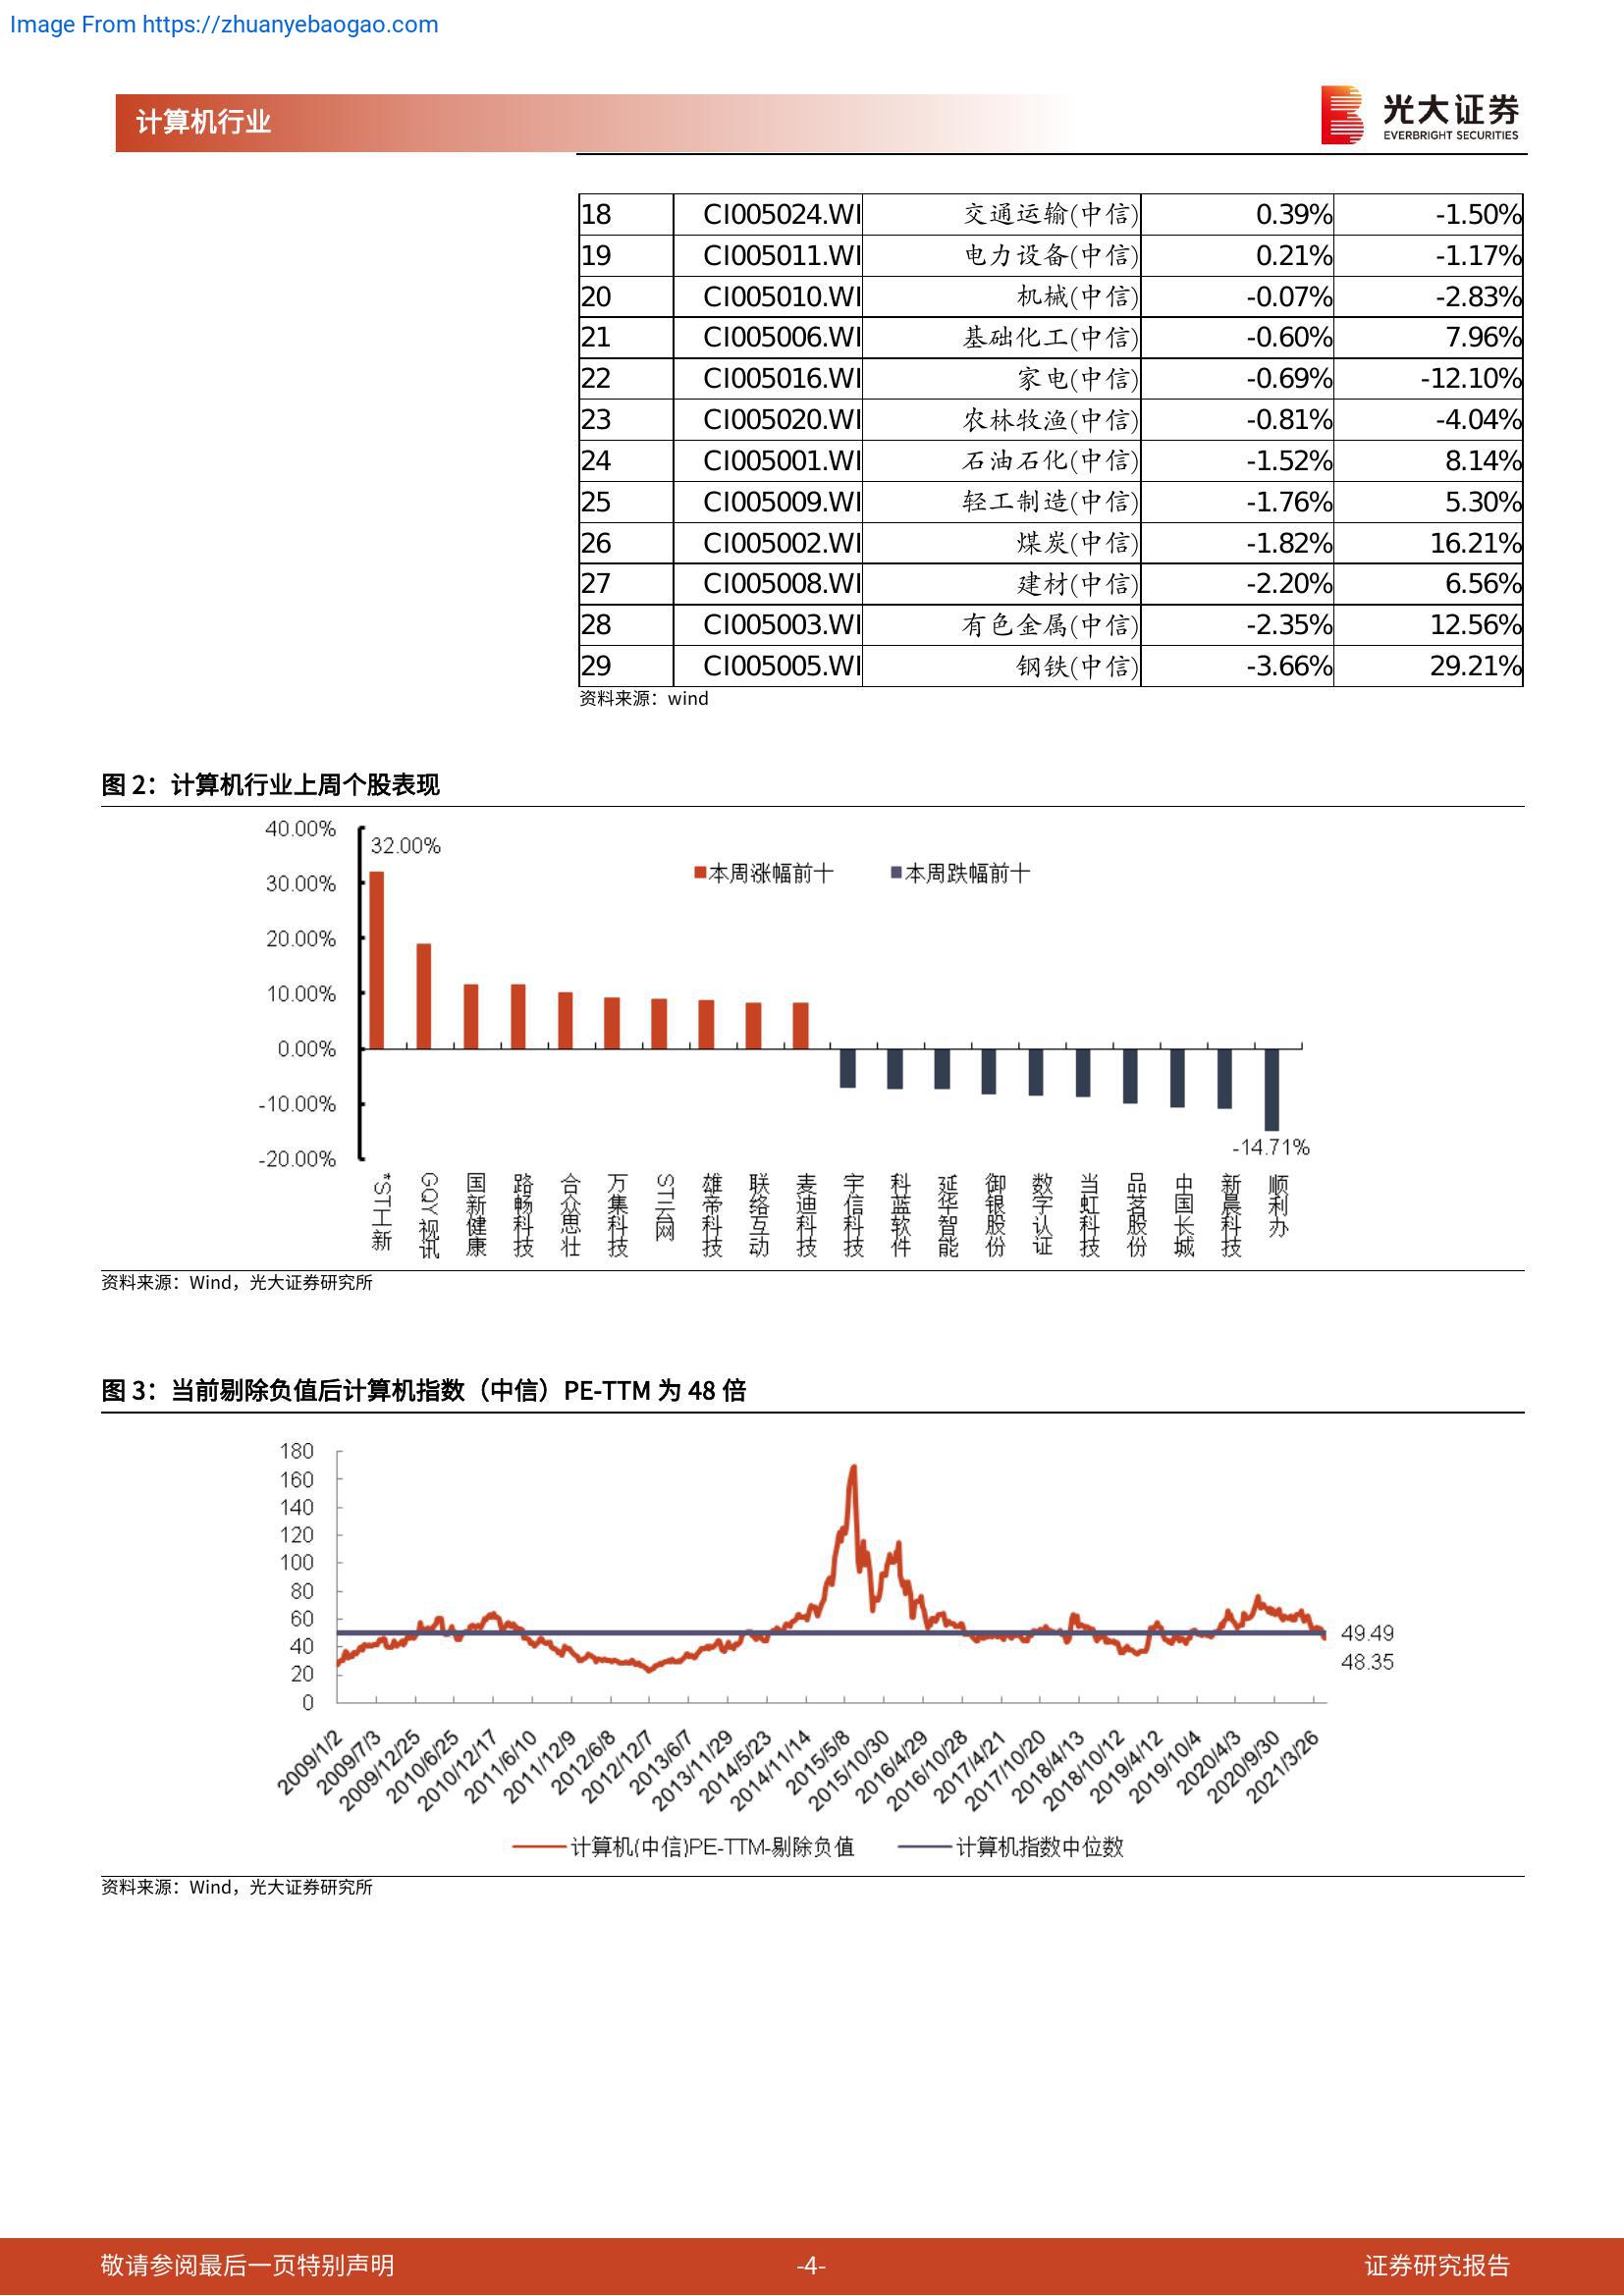 Image From https://zhuanyebaogao.com
计算机行业
光大证券
EVERBRIGHT SECURITIES
18 CI005024.WI 交通运输(中信) 0.39% -1.50%
19 CI005011.WI 电力设备(中信) 0.21% -1.17%
20 CI005010.WI 机械(中信) -0.07% -2.83%
21 CI005006.WI 基础化工(中信) -0.60% 7.96%
22 CI005016.WI 家电(中信) -0.69% -12.10%
23 CI005020.WI 农林牧渔(中信) -0.81% -4.04%
24 CI005001.WI 石油石化(中信) -1.52% 8.14%
25 CI005009.WI 轻工制造(中信) -1.76% 5.30%
26 CI005002.WI 煤炭(中信) -1.82% 16.21%
27 CI005008.WI 建材(中信) -2.20% 6.56%
28 CI005003.WI 有色金属(中信) -2.35% 12.56%
29 CI005005.WI 钢铁(中信) -3.66% 29.21%
资料来源：wind
图 2：计算机行业上周个股表现
40.00%
30.00%
20.00%
10.00%
0.00%
-10.00%
-20.00%
32.00%
本周涨幅前十 本周跌幅前十
-14.71%
*ST工新
GQY视讯
国新健康
路畅科技
合众思壮
万集科技
ST云网
雄帝科技
联络互动
麦迪科技
宇信科技
科蓝软件
延华智能
御银股份
数字认证
当虹科技
品茗股份
中国长城
新晨科技
顺利办
资料来源：Wind，光大证券研究所
图 3：当前剔除负值后计算机指数（中信）PE-TTM 为 48 倍
180
160
140
120
100
80
60
40
20
0
49.49
48.35
2009/1/2
2009/7/3
2009/12/25
2010/6/25
2010/12/17
2011/6/10
2011/12/9
2012/6/8
2012/12/7
2013/6/7
2013/11/29
2014/5/23
2014/11/14
2015/5/8
2015/10/30
2016/4/29
2016/10/28
2017/4/21
2017/10/20
2018/4/13
2018/10/12
2019/4/12
2019/10/4
2020/4/3
2020/9/30
2021/3/26
计算机(中信)PE-TTM-剔除负值 计算机指数中位数
资料来源：Wind，光大证券研究所
敬请参阅最后一页特别声明 -4- 证券研究报告